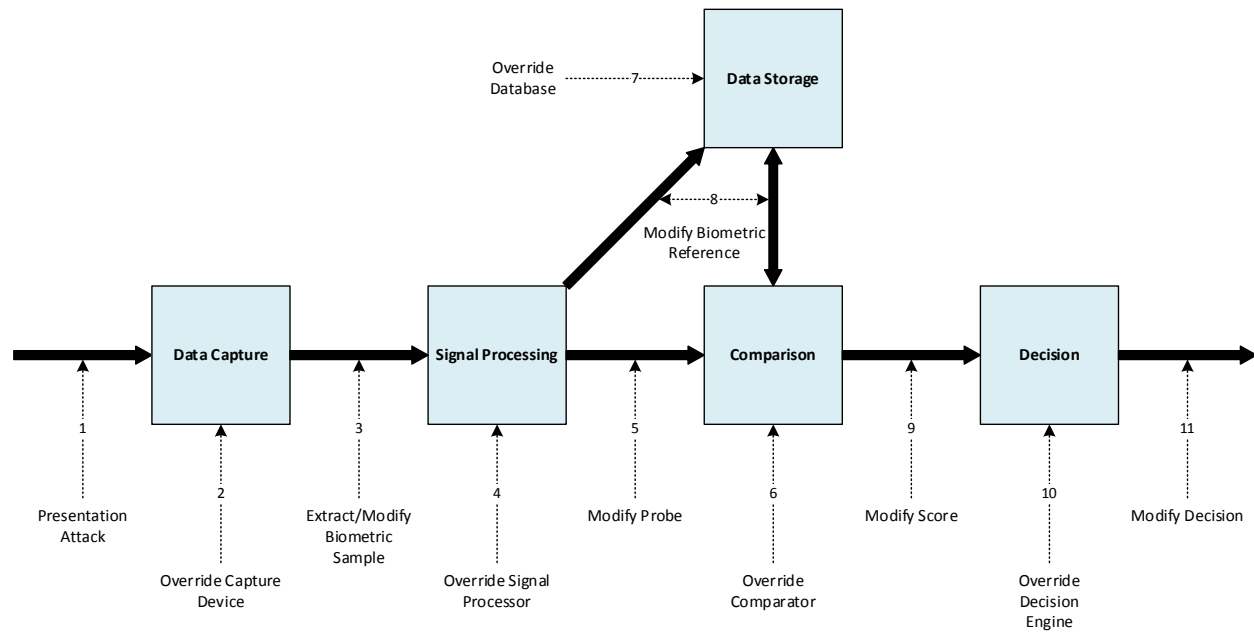 Override
Database
7
Data Storage
8
Modify Biometric
Reference
Data Capture
Signal Processing
Comparison
Decision
1
Presentation
Attack
2
Override Capture
Device
3
Extract/Modify
Biometric
Sample
4
Override Signal
Processor
5
Modify Probe
6
Override
Comparator
9
Modify Score
10
Override
Decision
Engine
11
Modify Decision